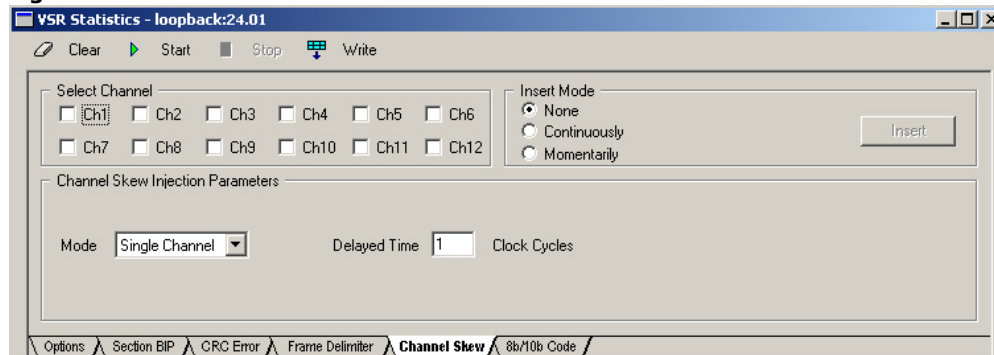 VSR Statistics - loopback:24.01
Clear Start Stop Write
Select Channel
Ch1 Ch2 Ch3 Ch4 Ch5 Ch6
Ch7 Ch8 Ch9 Ch10 Ch11 Ch12
Insert Mode
None
Continuously
Momentarily
Insert
Channel Skew Injection Parameters
Mode Single Channel Delayed Time 1 Clock Cycles
Options Section BIP CRC Error Frame Delimiter Channel Skew 8b/10b Code